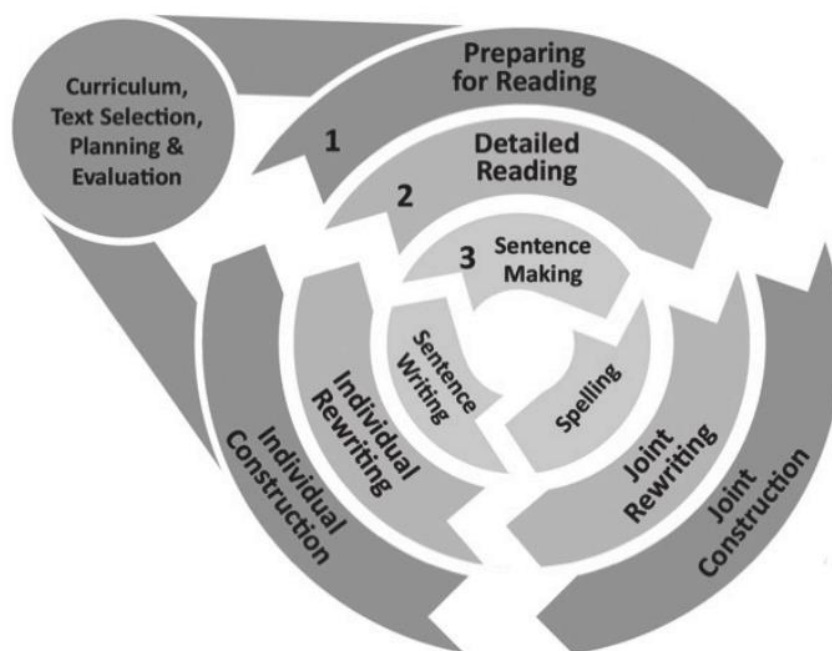 Curriculum,
Text Selection,
Planning &
Evaluation
Preparing
for Reading
1
Detailed
Reading
2
Sentence
Making
3
Spelling
Sentence
Writing
Joint
Rewriting
Individual
Rewriting
Joint
Construction
Individual
Construction